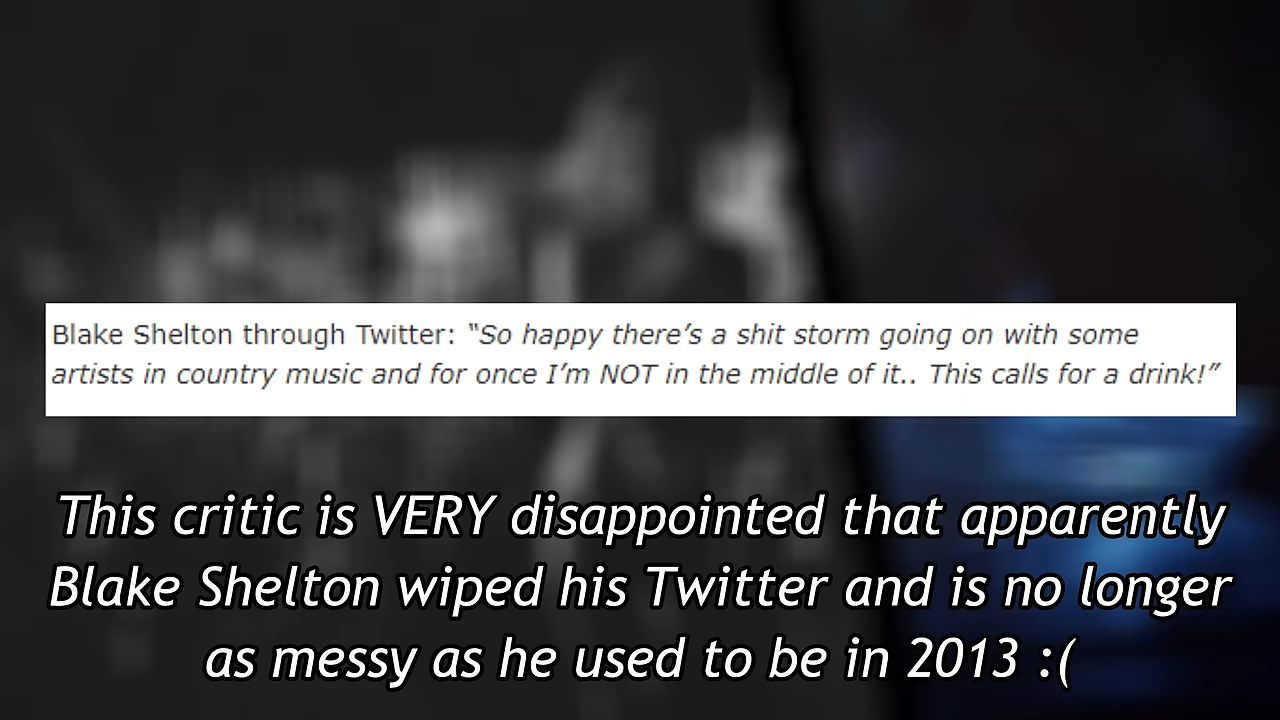 Blake Shelton through Twitter: “So happy there’s a shit storm going on with some
artists in country music and for once I’m NOT in the middle of it.. This calls for a drink!”
This critic is VERY disappointed that apparently
Blake Shelton wiped his Twitter and is no longer
as messy as he used to be in 2013 :(